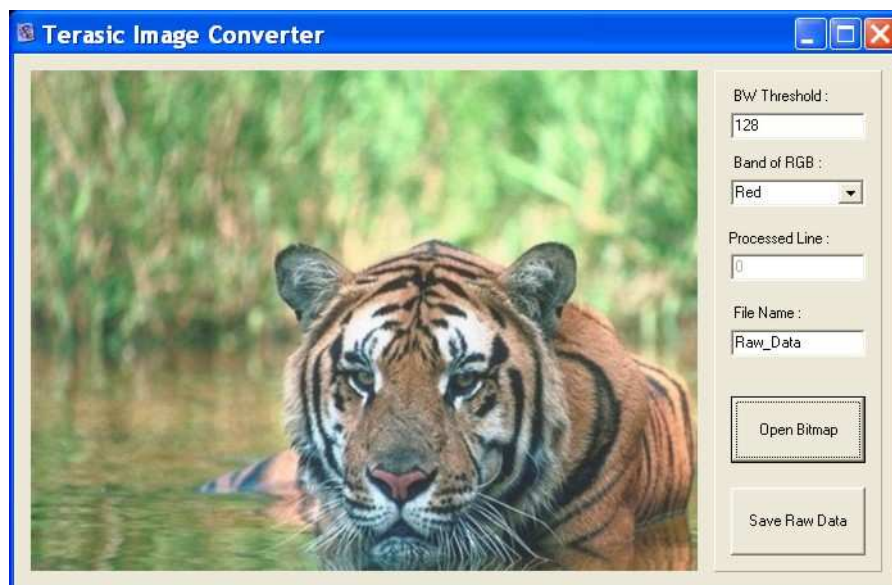 Terasic Image Converter
BW Threshold :
128
Band of RGB :
Red
Processed Line :
0
File Name :
Raw_Data
Open Bitmap
Save Raw Data